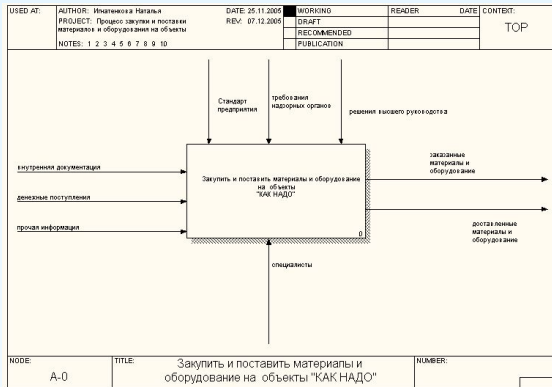 USED AT:
AUTHOR: Игнатенкова Наталья
DATE: 25.11.2005
WORKING
READER
DATE
CONTEXT:
PROJECT: Процесс закупки и поставки
REV: 07.12.2005
DRAFT
TOP
материалов и оборудования на объекты
RECOMMENDED
NOTES: 1 2 3 4 5 6 7 8 9 10
PUBLICATION
Стандарт
предприятия
требования
надзорных органов
решения высшего руководства
внутренняя документация
денежные поступления
прочая информация
Закупить и поставить материалы и оборудование
на объекты
"КАК НАДО"
0
заказанные
материалы и
оборудование
доставленные
материалы и
оборудование
специалисты
NODE:
A-0
TITLE:
Закупить и поставить материалы и
оборудование на объекты "КАК НАДО"
NUMBER: